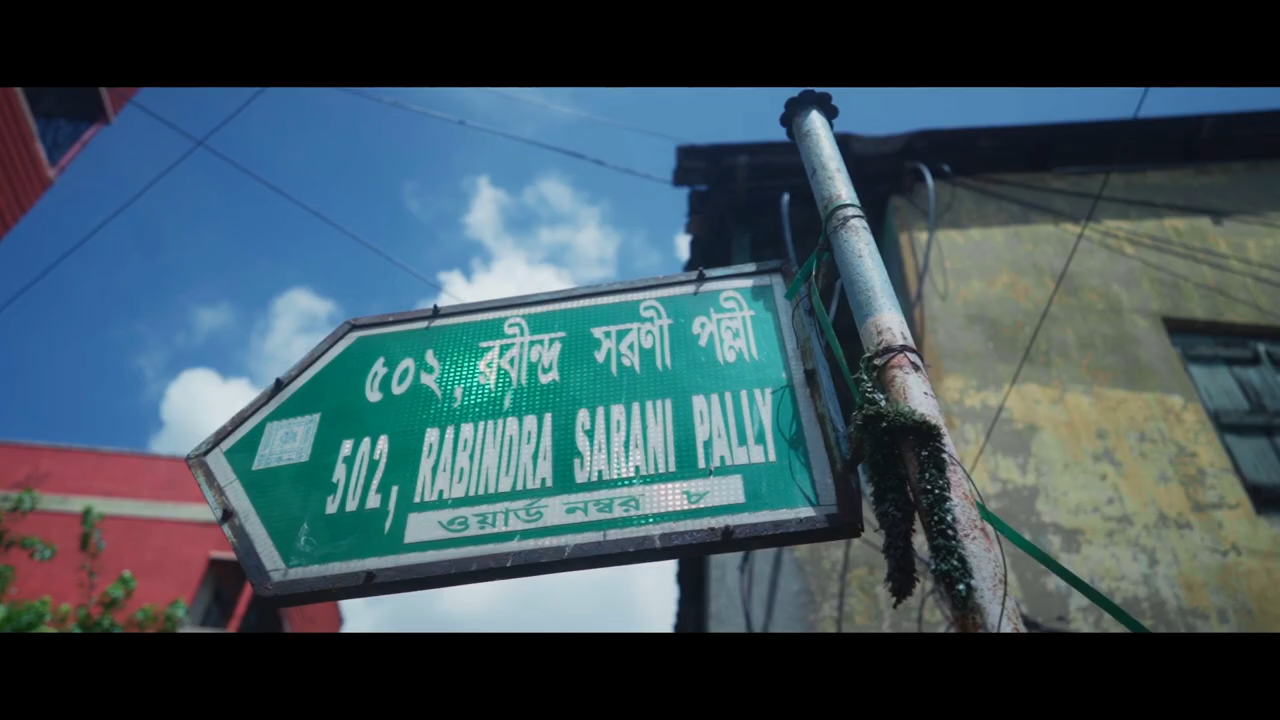 ৫০২, রবীন্দ্র সরণী পল্লী
502, RABINDRA SARANI PALLY
ওয়ার্ড নম্বর ৮